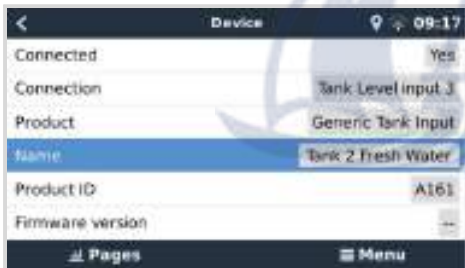 Device 09:17
Connected Yes
Connection Tank Level input 3
Product Generic Tank Input
Name Tank 2 Fresh Water
Product ID A161
Firmware version --
Pages Menu